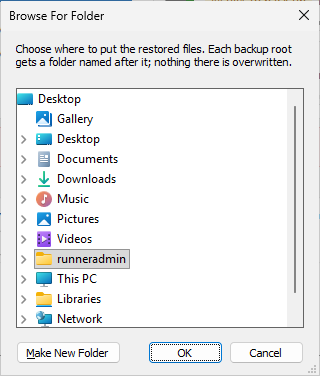 Browse For Folder
Choose where to put the restored files. Each backup root
gets a folder named after it; nothing there is overwritten.
Desktop
Gallery
Desktop
Documents
Downloads
Music
Pictures
Videos
runneradmin
This PC
Libraries
Network
Make New Folder
OK
Cancel